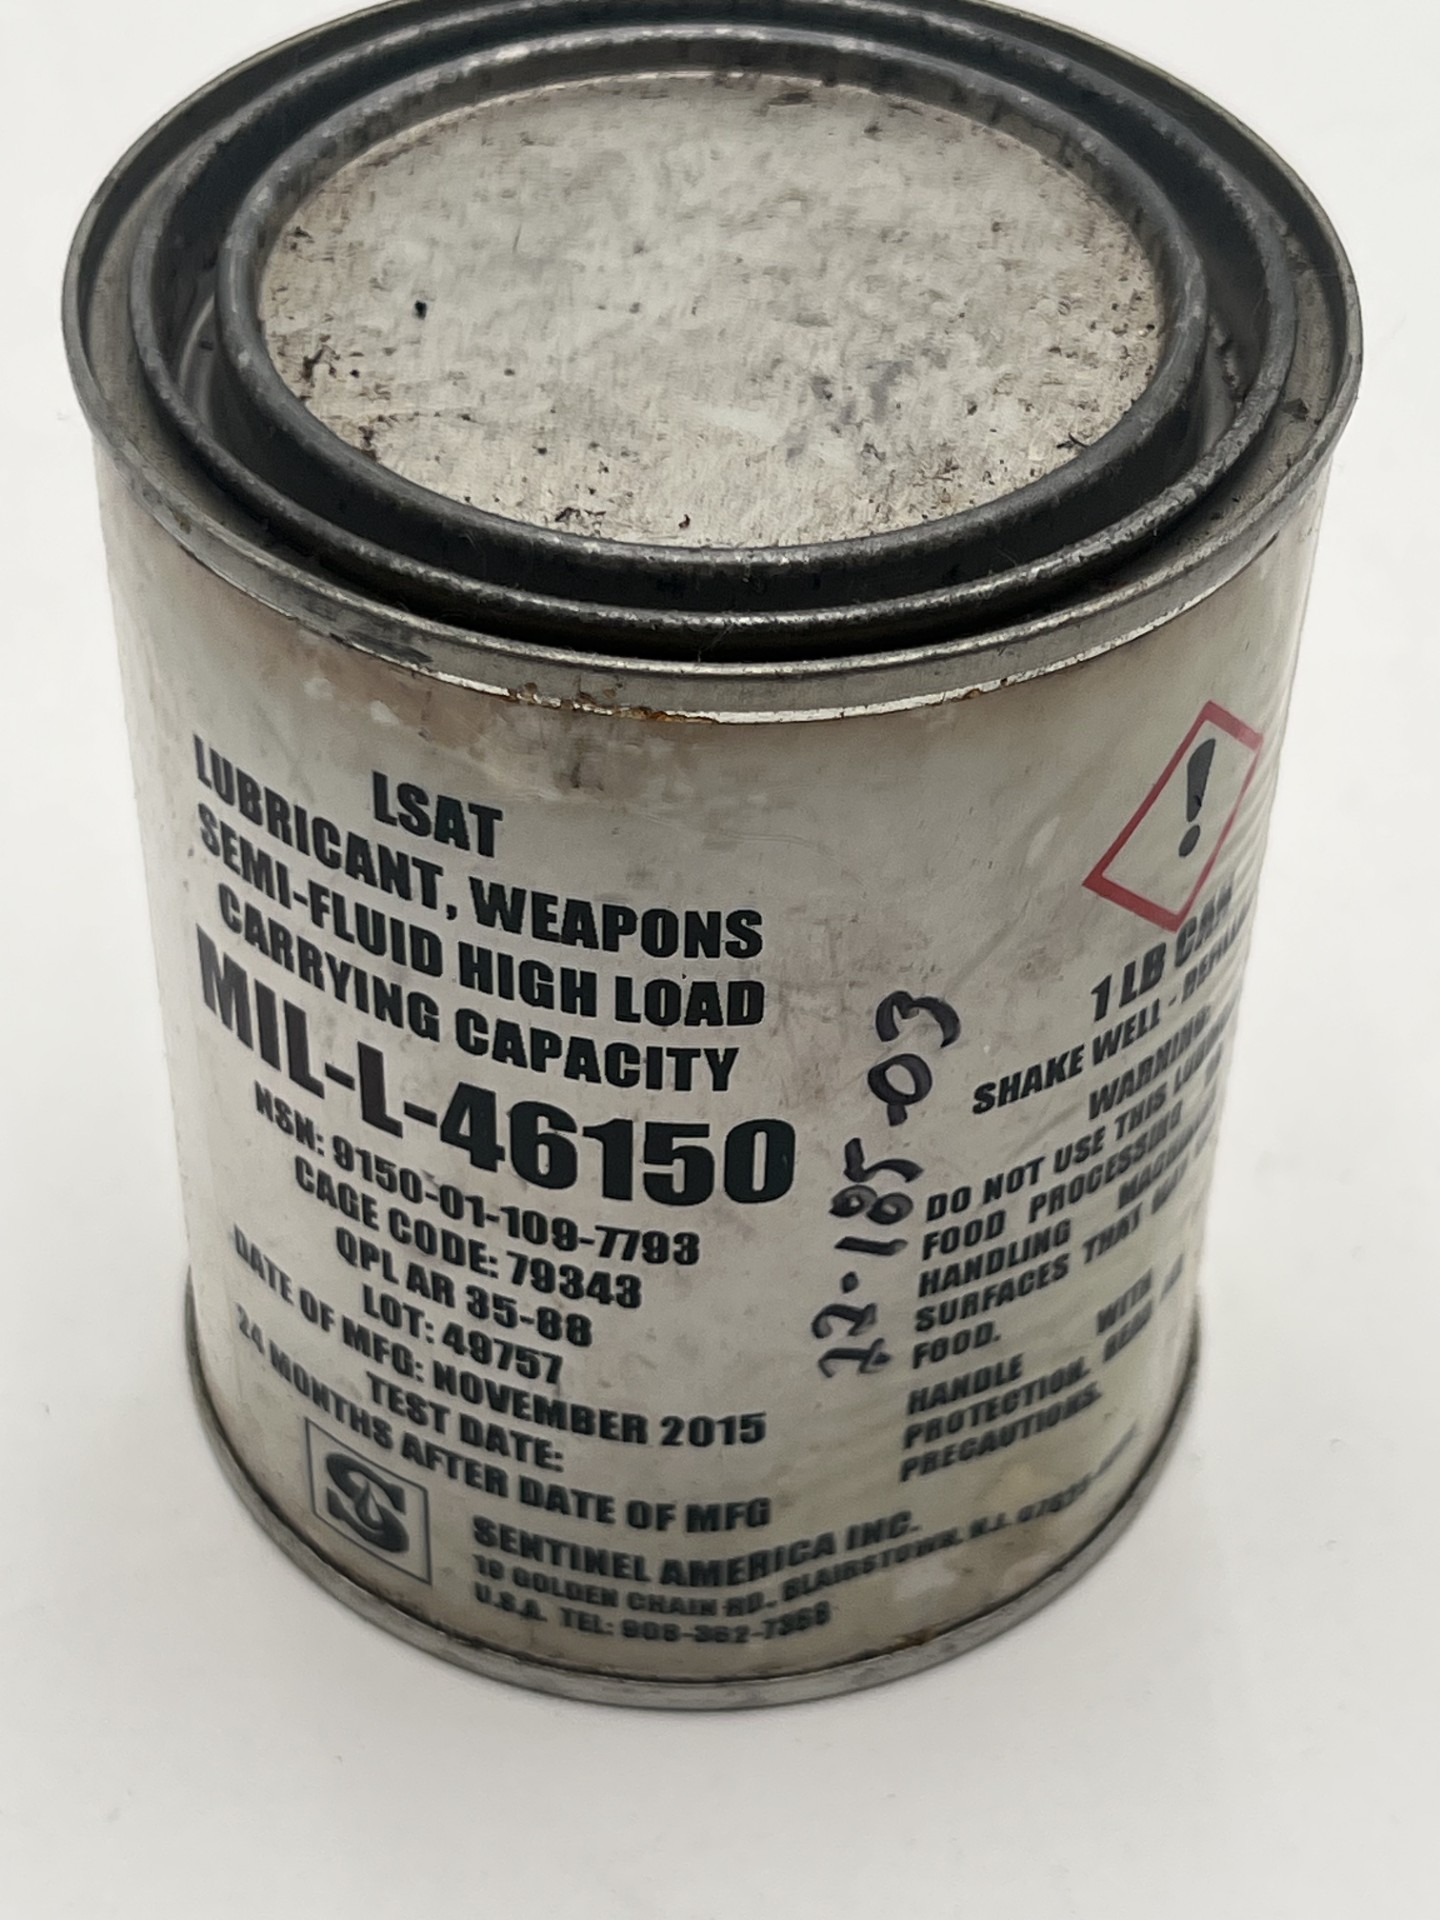 LSAT
LUBRICANT, WEAPONS
SEMI-FLUID HIGH LOAD
CARRYING CAPACITY
MIL-L-46150
NSN: 9150-01-109-7793
CAGE CODE: 79343
QPL AR 35-88
LOT: 49757
DATE OF MFG: NOVEMBER 2015
TEST DATE:
24 MONTHS AFTER DATE OF MFG
S
SENTINEL AMERICA INC.
18 GOLDEN CHAIN RD., BLAIRSTOWN, N.J.
U.S.A. TEL: 908-362-7368
22-185-03
!
1 LB CAN
SHAKE WELL -
WARNING:
DO NOT USE THIS
FOOD PROCESSING
HANDLING
SURFACES THAT
FOOD.
HANDLE WITH
PROTECTION. READ
PRECAUTIONS.